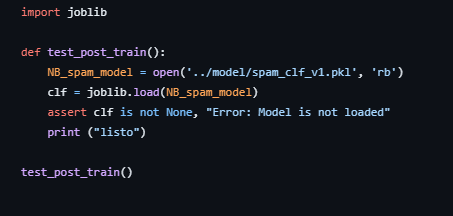 import joblib
def test_post_train():
    NB_spam_model = open('../model/spam_clf_v1.pkl', 'rb')
    clf = joblib.load(NB_spam_model)
    assert clf is not None, "Error: Model is not loaded"
    print ("listo")
test_post_train()